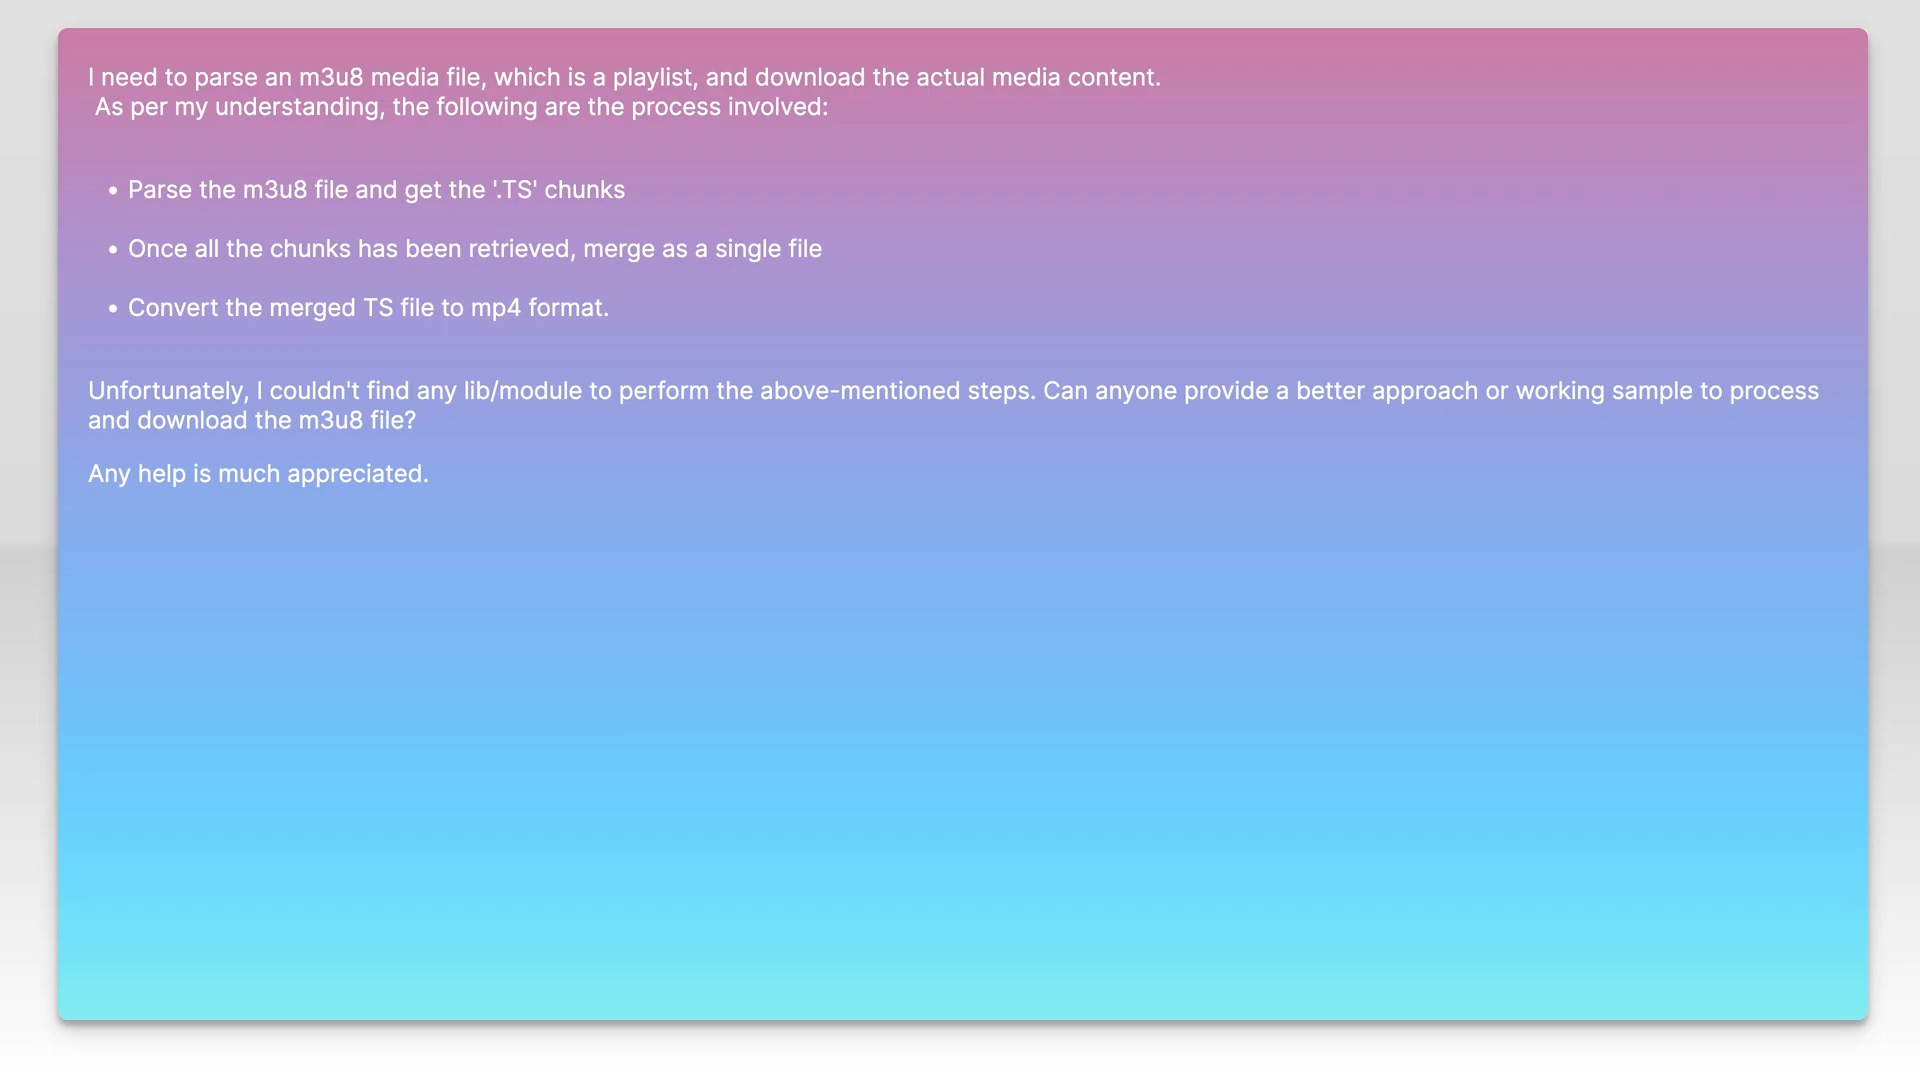 I need to parse an m3u8 media file, which is a playlist, and download the actual media content.
As per my understanding, the following are the process involved:
• Parse the m3u8 file and get the '.TS' chunks
• Once all the chunks has been retrieved, merge as a single file
• Convert the merged TS file to mp4 format.
Unfortunately, I couldn't find any lib/module to perform the above-mentioned steps. Can anyone provide a better approach or working sample to process
and download the m3u8 file?
Any help is much appreciated.